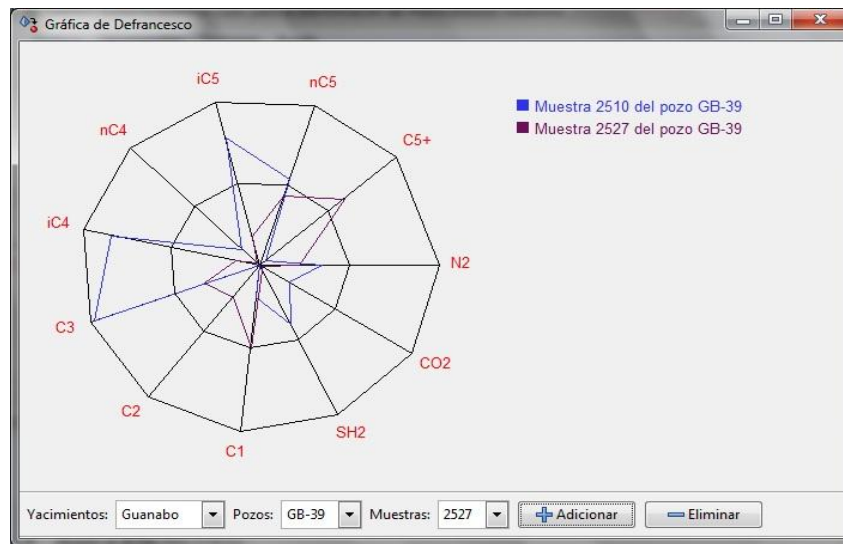 Gráfica de Defrancesco
iC5
nC5
nC4
C5+
iC4
N2
C3
CO2
C2
SH2
C1
Muestra 2510 del pozo GB-39
Muestra 2527 del pozo GB-39
Yacimientos: Guanabo Pozos: GB-39 Muestras: 2527 Adicionar Eliminar